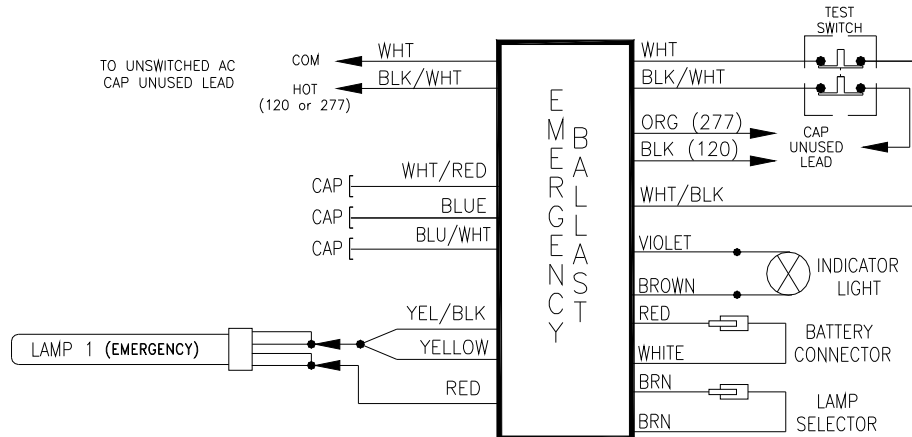 TO UNSWITCHED AC
CAP UNUSED LEAD
COM
WHT
HOT
(120 or 277)
BLK/WHT
CAP
WHT/RED
CAP
BLUE
CAP
BLU/WHT
YEL/BLK
YELLOW
RED
LAMP 1 (EMERGENCY)
EMERGENCY
BALLAST
TEST
SWITCH
WHT
BLK/WHT
ORG (277)
BLK (120)
CAP
UNUSED
LEAD
WHT/BLK
VIOLET
BROWN
INDICATOR
LIGHT
RED
WHITE
BATTERY
CONNECTOR
BRN
BRN
LAMP
SELECTOR